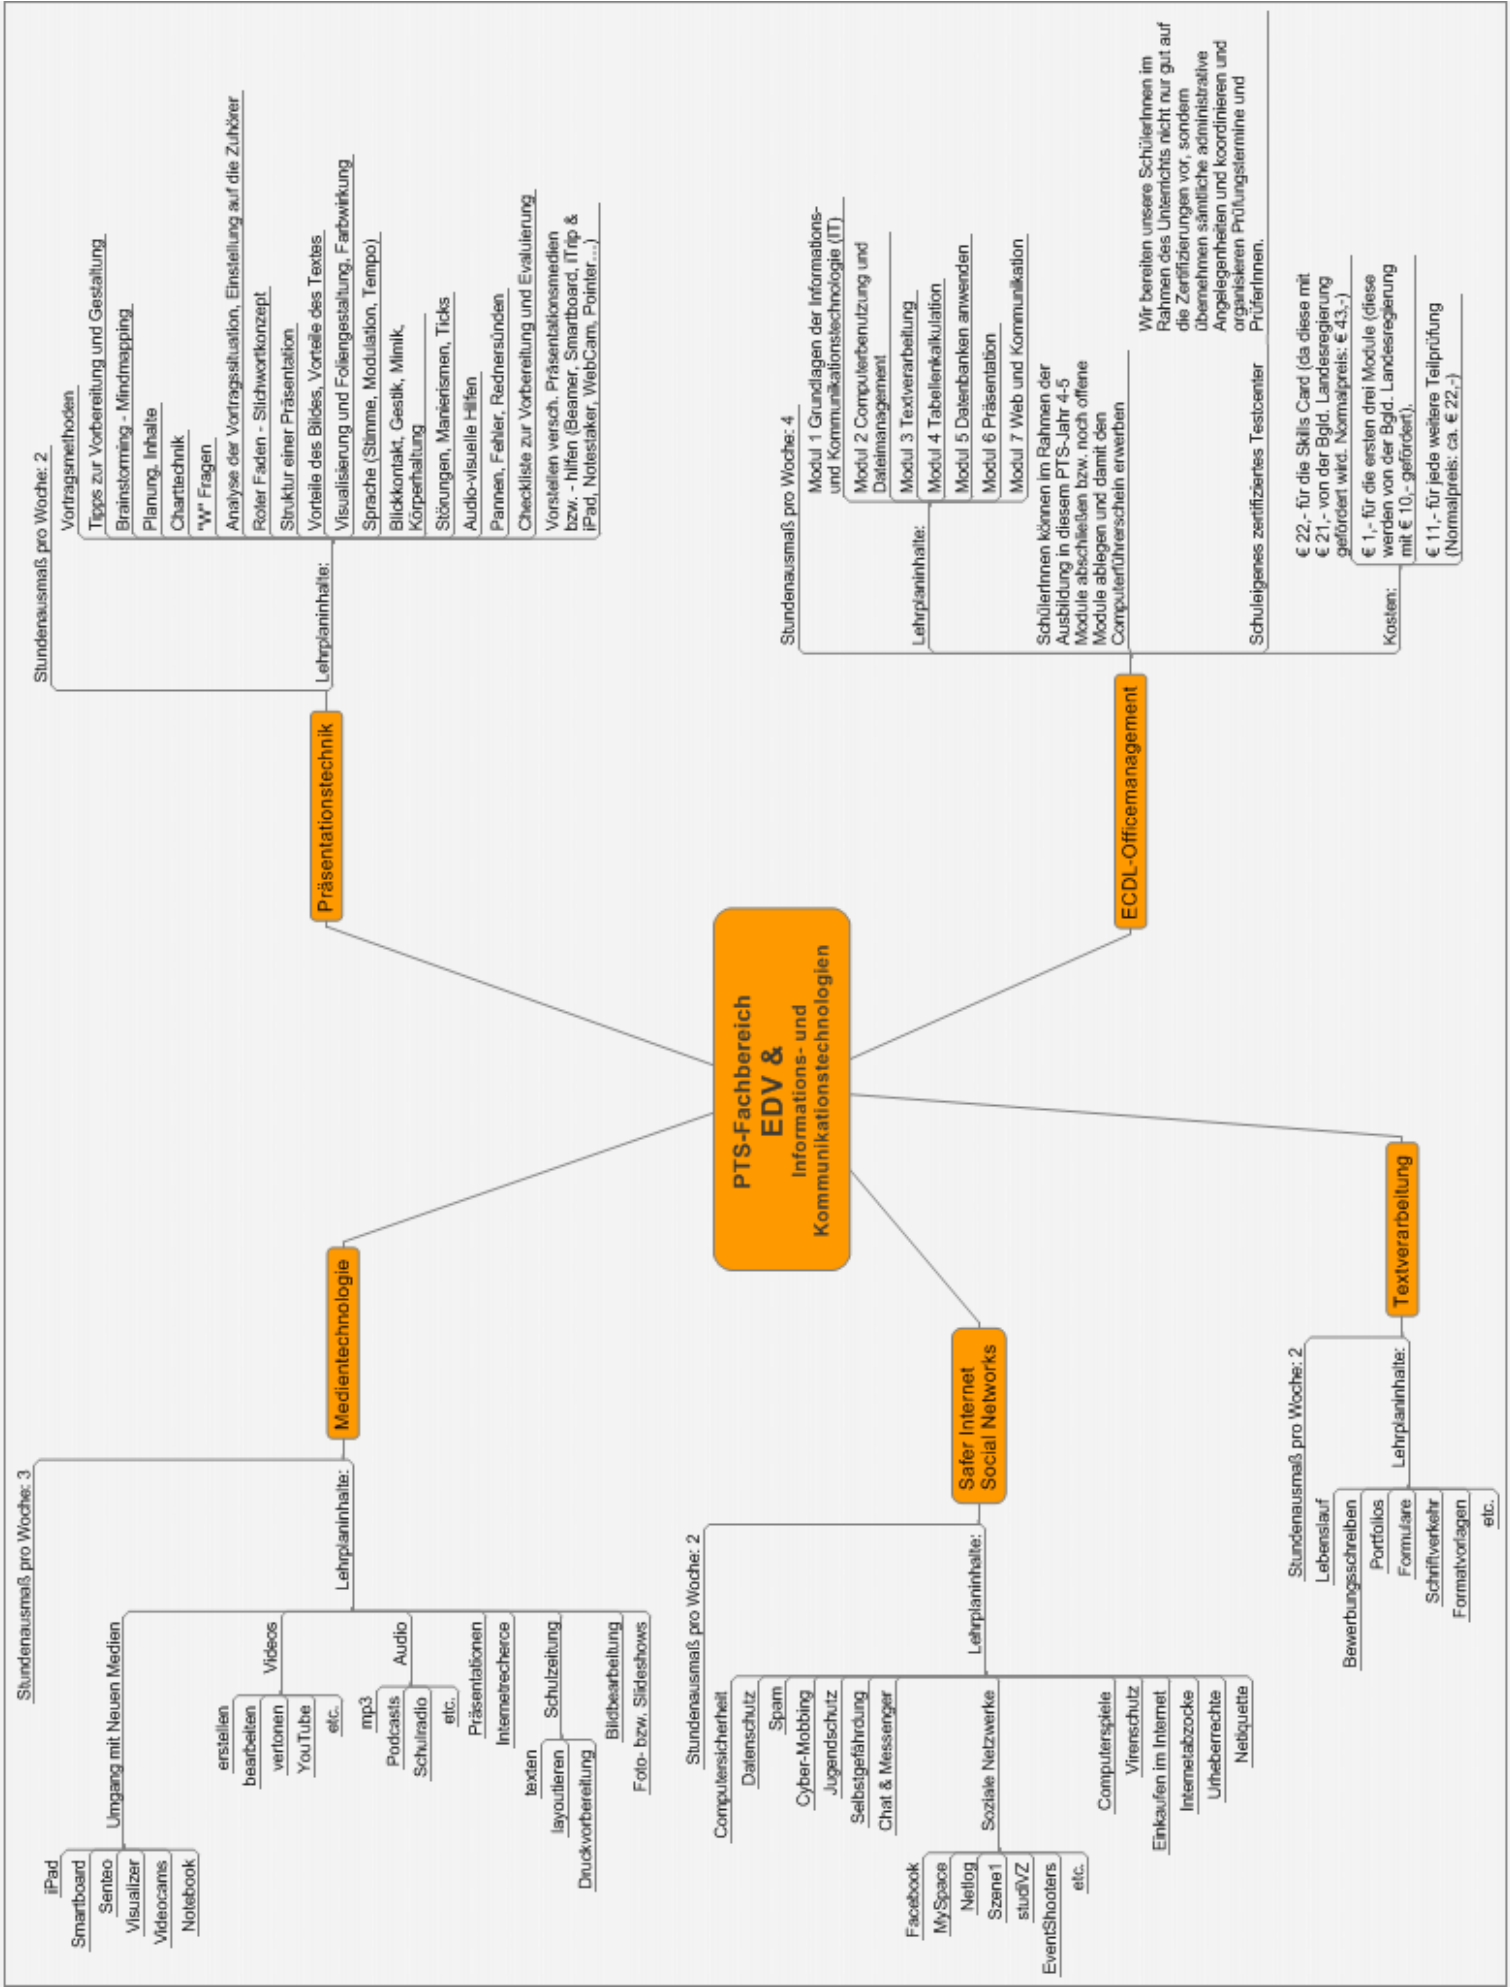 PTS-Fachbereich
EDV &
Informations- und
Kommunikationstechnologien
Medientechnologie
Stundenausmaß pro Woche: 3
Lehrplaninhalte:
Umgang mit Neuen Medien
iPad
Smartboard
Senteo
Visualizer
Videocams
Notebook
Videos
erstellen
bearbeiten
vertonen
YouTube
etc.
Audio
mp3
Podcasts
Schulradio
etc.
Präsentationen
Internetrecherce
Schulzeitung
texten
layoutieren
Druckvorbereitung
Bildbearbeitung
Foto- bzw. Slideshows
Safer Internet
Social Networks
Stundenausmaß pro Woche: 2
Lehrplaninhalte:
Computersicherheit
Datenschutz
Spam
Cyber-Mobbing
Jugendschutz
Selbstgefährdung
Chat & Messenger
Soziale Netzwerke
Facebook
MySpace
Netlog
Szene1
studiVZ
EventShooters
etc.
Computerspiele
Virenschutz
Einkaufen im Internet
Internetabzocke
Urheberrechte
Netiquette
Textverarbeitung
Stundenausmaß pro Woche: 2
Lehrplaninhalte:
Lebenslauf
Bewerbungsschreiben
Portfolios
Formulare
Schriftverkehr
Formatvorlagen
etc.
Präsentationstechnik
Stundenausmaß pro Woche: 2
Lehrplaninhalte:
Vortragsmethoden
Tipps zur Vorbereitung und Gestaltung
Brainstorming - Mindmapping
Planung, Inhalte
Charttechnik
"W" Fragen
Analyse der Vortragssituation, Einstellung auf die Zuhörer
Roter Faden - Stichwortkonzept
Struktur einer Präsentation
Vorteile des Bildes, Vorteile des Textes
Visualisierung und Foliengestaltung, Farbwirkung
Sprache (Stimme, Modulation, Tempo)
Blickkontakt, Gestik, Mimik,
Körperhaltung
Störungen, Manierismen, Ticks
Audio-visuelle Hilfen
Pannen, Fehler, Rednersünden
Checkliste zur Vorbereitung und Evaluierung
Vorstellen versch. Präsentationsmedien
bzw. - hilfen (Beamer, Smartboard, iTrip &
iPad, Notestaker, WebCam, Pointer...)
ECDL-Officemanagement
Stundenausmaß pro Woche: 4
Lehrplaninhalte:
Modul 1 Grundlagen der Informations-
und Kommunikationstechnologie (IT)
Modul 2 Computerbenutzung und
Dateimanagement
Modul 3 Textverarbeitung
Modul 4 Tabellenkalkulation
Modul 5 Datenbanken anwenden
Modul 6 Präsentation
Modul 7 Web und Kommunikation
SchülerInnen können im Rahmen der
Ausbildung in diesem PTS-Jahr 4-5
Module abschließen bzw. noch offene
Module ablegen und damit den
Computerführerschein erwerben
Schuleigenes zertifiziertes Testcenter
Wir bereiten unsere SchülerInnen im
Rahmen des Unterrichts nicht nur gut auf
die Zertifizierungen vor, sondern
übernehmen sämtliche administrative
Angelegenheiten und koordinieren und
organisieren Prüfungstermine und
PrüferInnen.
Kosten:
€ 22,- für die Skills Card (da diese mit
€ 21,- von der Bgld. Landesregierung
gefördert wird. Normalpreis: € 43,-)
€ 1,- für die ersten drei Module (diese
werden von der Bgld. Landesregierung
mit € 10,- gefördert).
€ 11,- für jede weitere Teilprüfung
(Normalpreis: ca. € 22,-)